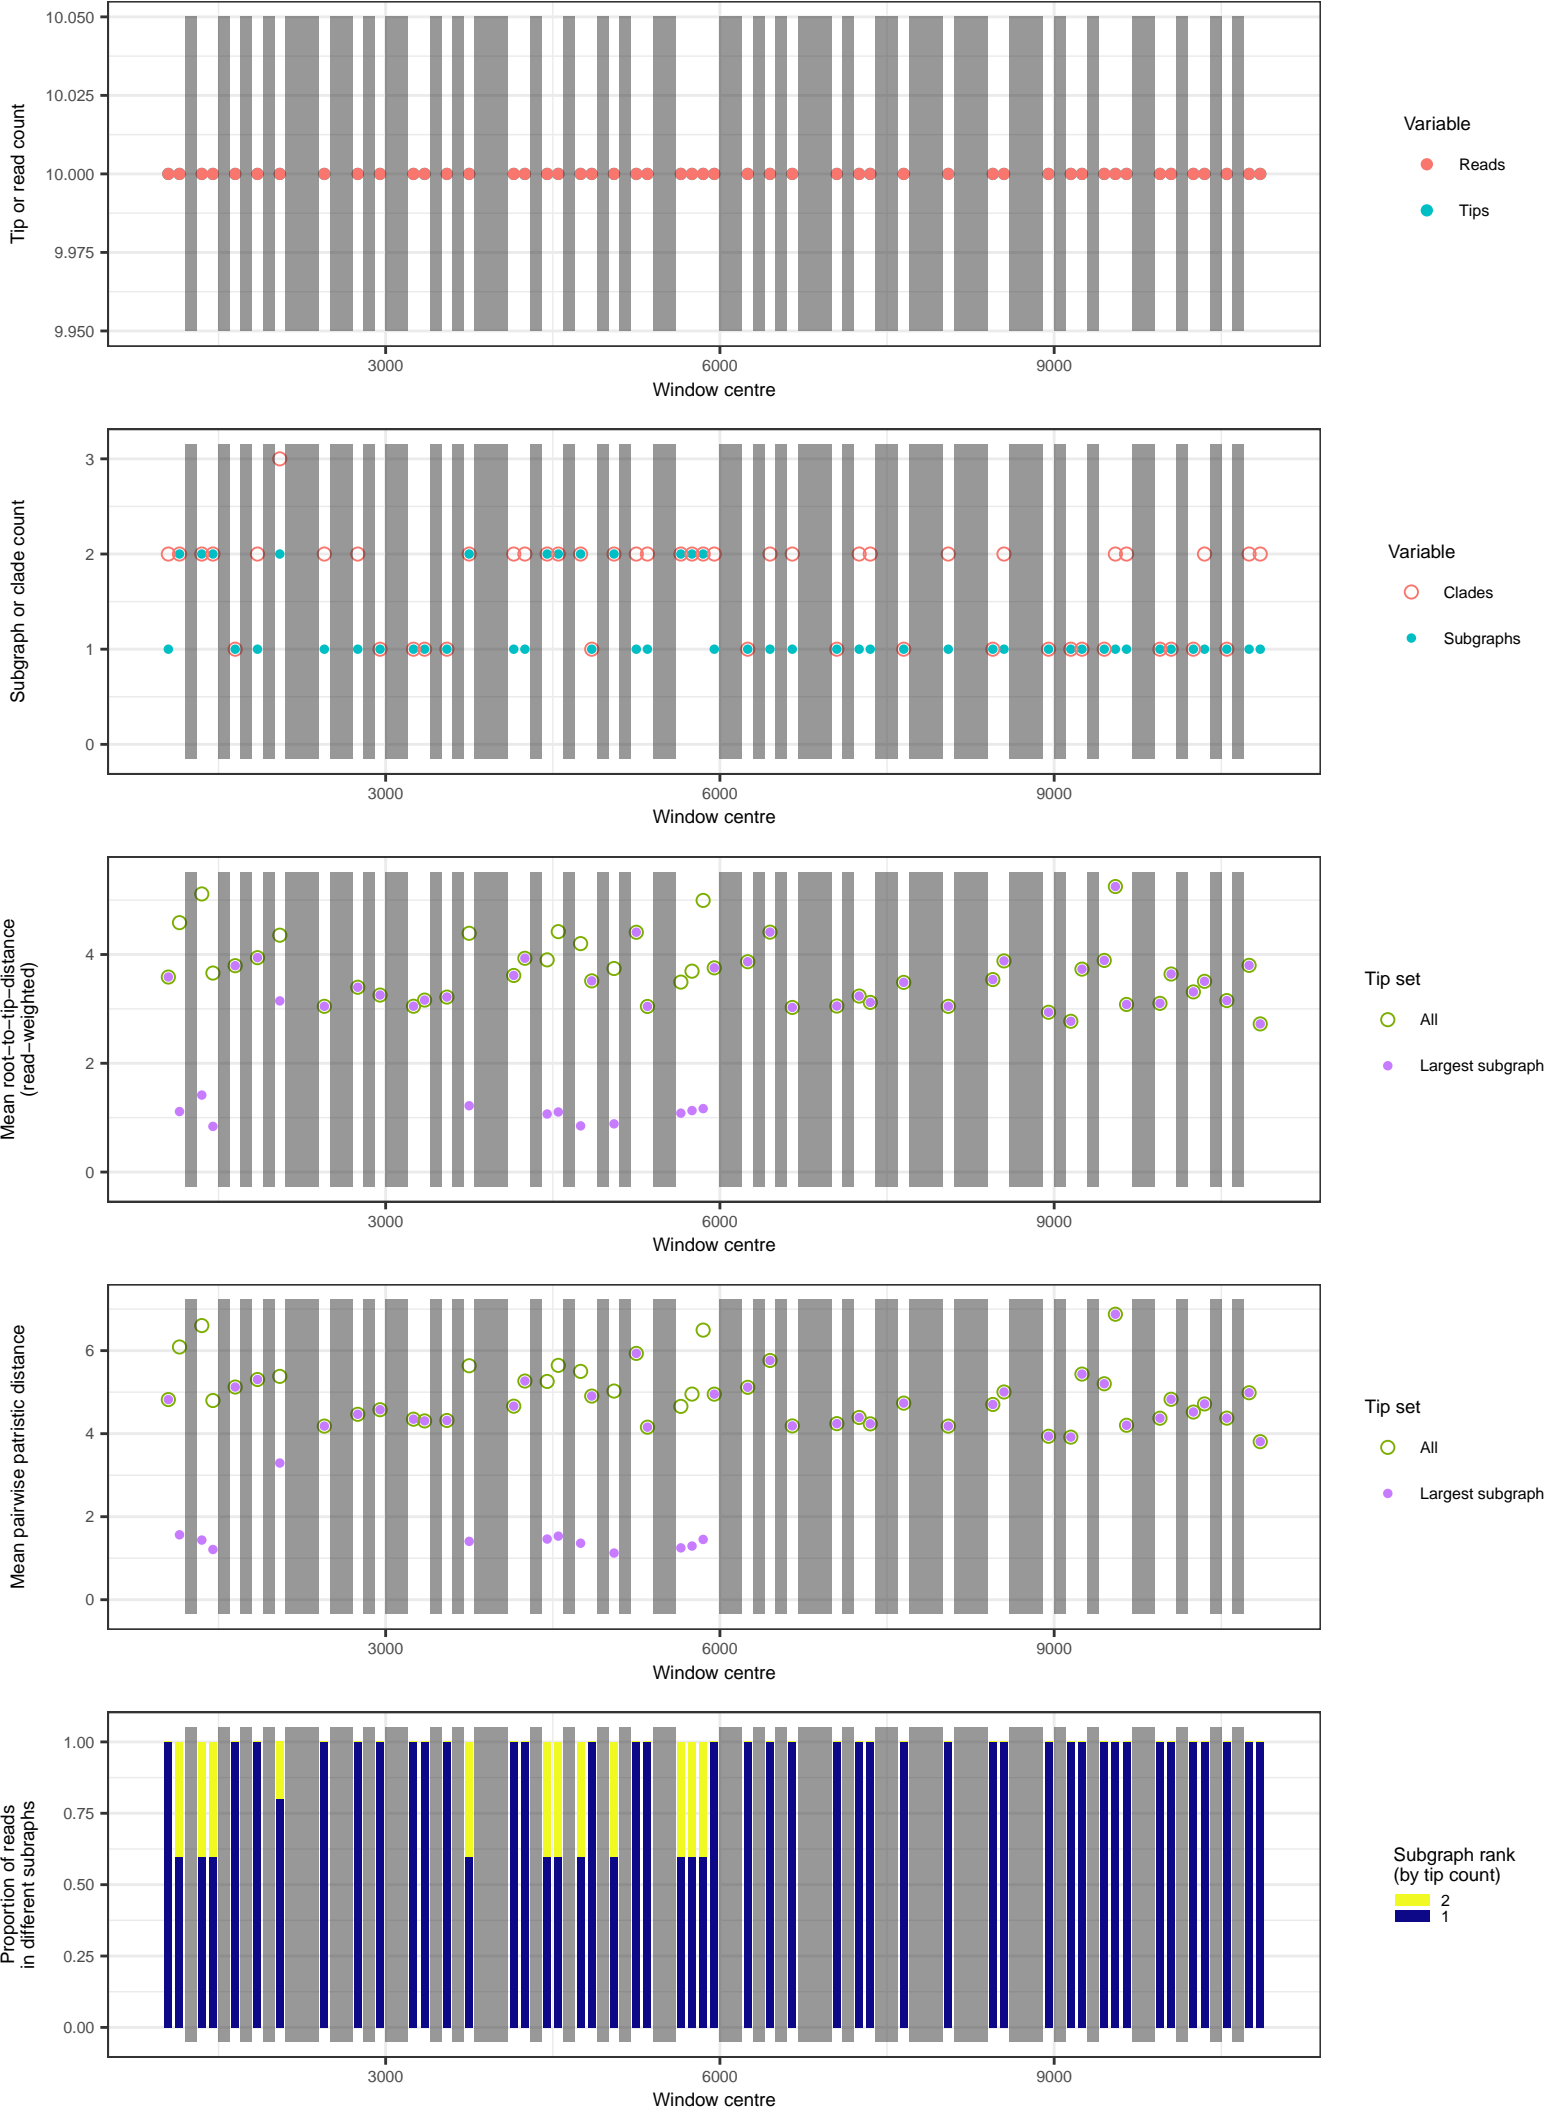 10.050
10.025
10.000
9.975
9.950
Tip or read count
3000
6000
9000
Window centre
Variable
Reads
Tips
3
2
1
0
Subgraph or clade count
3000
6000
9000
Window centre
Variable
Clades
Subgraphs
4
2
0
Mean root−to−tip−distance
(read−weighted)
3000
6000
9000
Window centre
Tip set
All
Largest subgraph
6
4
2
0
Mean pairwise patristic distance
3000
6000
9000
Window centre
Tip set
All
Largest subgraph
1.00
0.75
0.50
0.25
0.00
Proportion of reads
in different subraphs
3000
6000
9000
Window centre
Subgraph rank
(by tip count)
2
1